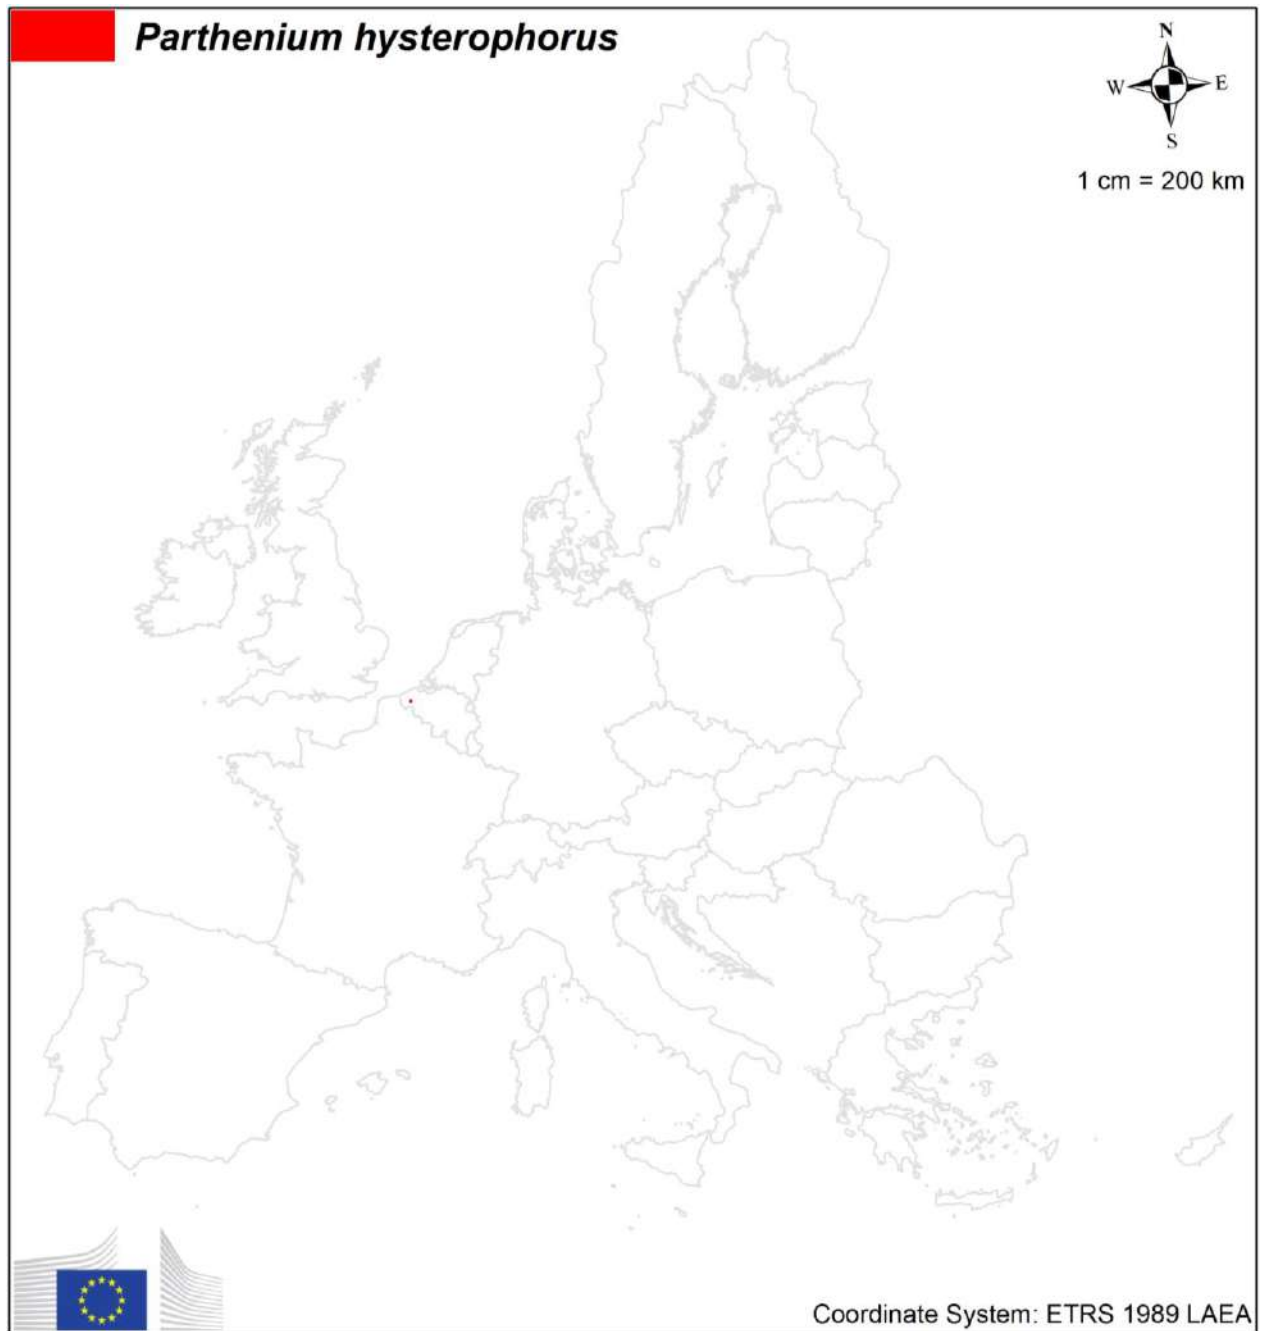 Parthenium hysterophorus
N
W E
S
1 cm = 200 km
Coordinate System: ETRS 1989 LAEA